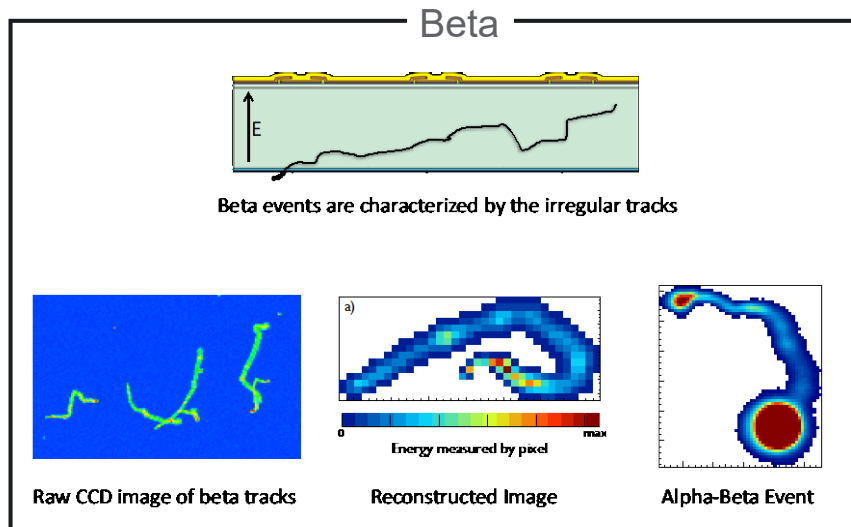 Beta
E
Beta events are characterized by the irregular tracks
a)
0
max
Energy measured by pixel
Raw CCD image of beta tracks
Reconstructed Image
Alpha-Beta Event